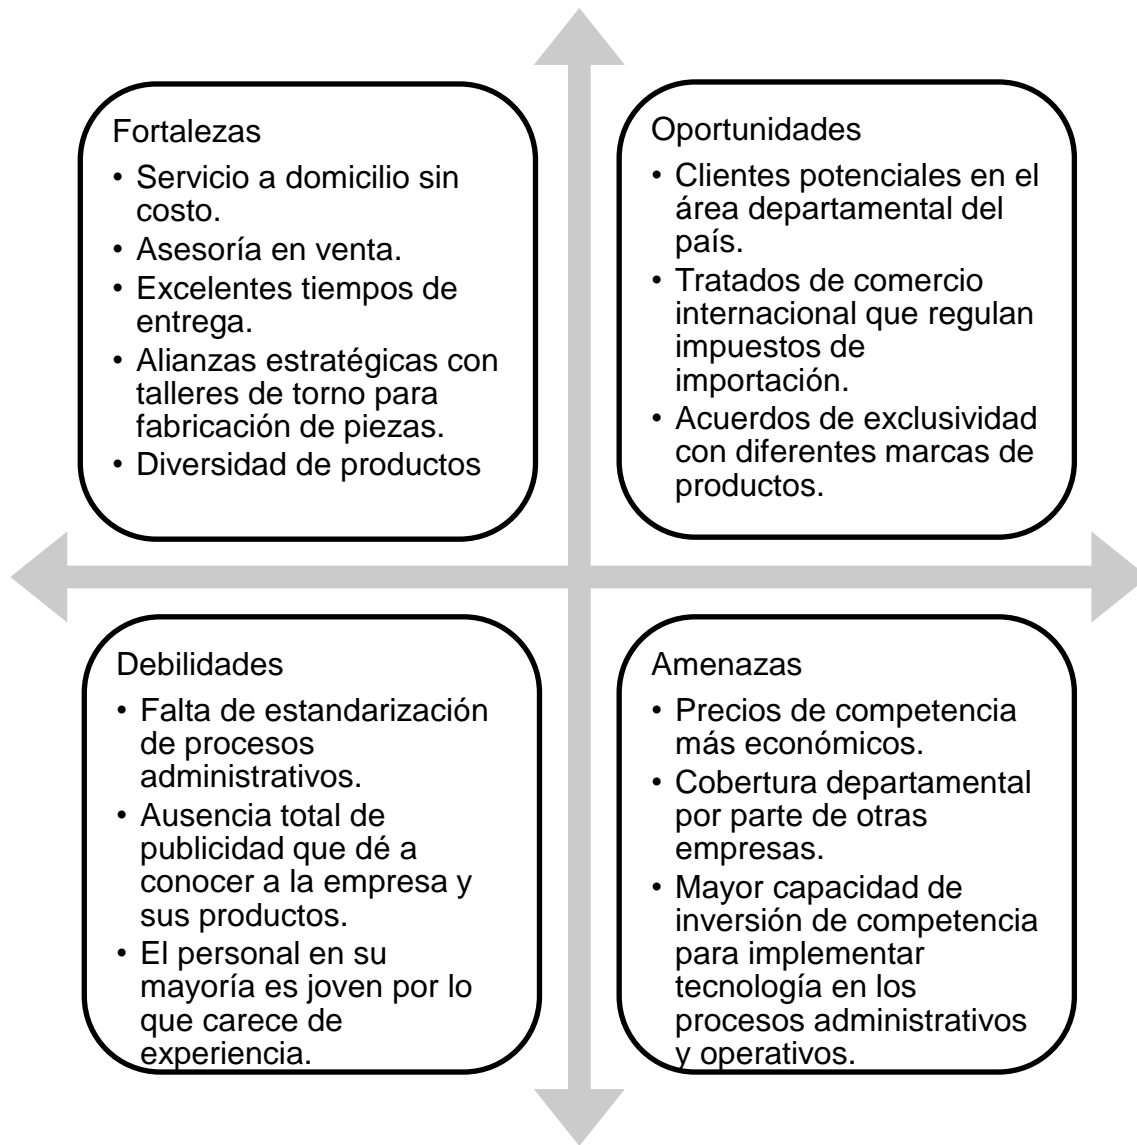 Fortalezas
• Servicio a domicilio sin
costo.
• Asesoría en venta.
• Excelentes tiempos de
entrega.
• Alianzas estratégicas con
talleres de torno para
fabricación de piezas.
• Diversidad de productos
Oportunidades
• Clientes potenciales en el
área departamental del
país.
• Tratados de comercio
internacional que regulan
impuestos de
importación.
• Acuerdos de exclusividad
con diferentes marcas de
productos.
Debilidades
• Falta de estandarización
de procesos
administrativos.
• Ausencia total de
publicidad que dé a
conocer a la empresa y
sus productos.
• El personal en su
mayoría es joven por lo
que carece de
experiencia.
Amenazas
• Precios de competencia
más económicos.
• Cobertura departamental
por parte de otras
empresas.
• Mayor capacidad de
inversión de competencia
para implementar
tecnología en los
procesos administrativos
y operativos.